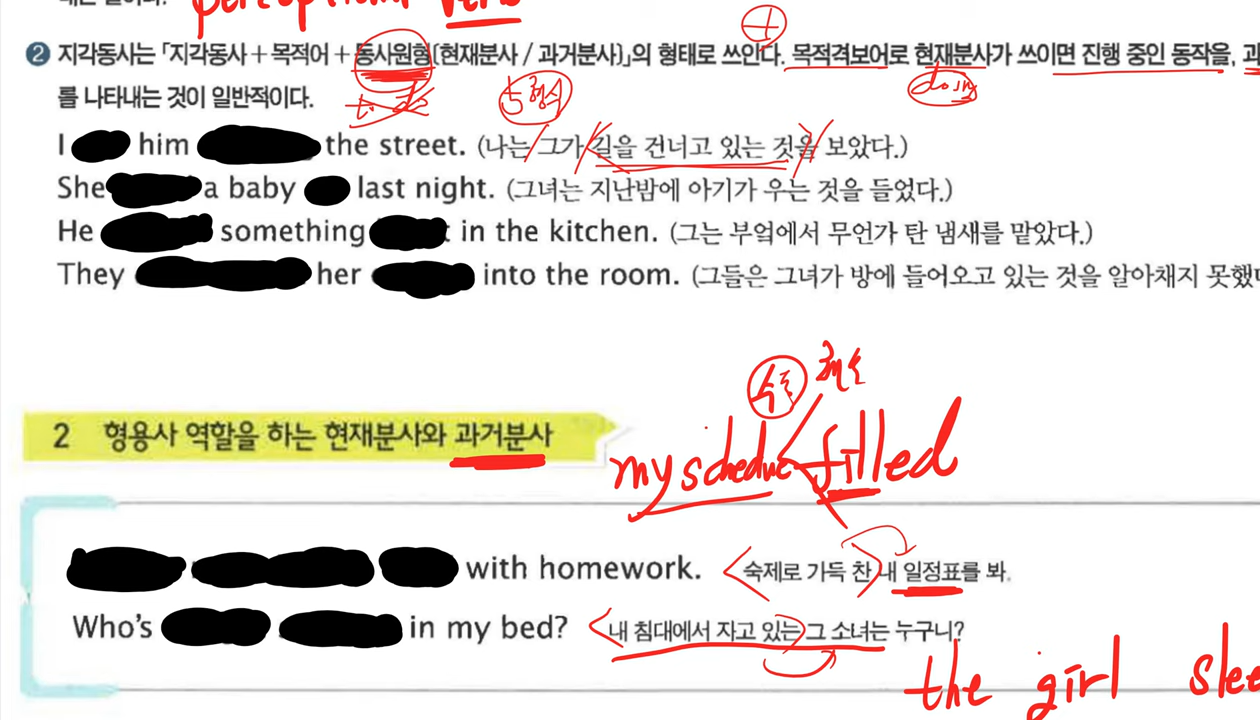 perceptional verb
❷ 지각동사는 「지각동사 + 목적어 + 동사원형(현재분사 / 과거분사)」의 형태로 쓰인다. 목적격보어로 현재분사가 쓰이면 진행 중인 동작을,
5형식 doing
를 나타내는 것이 일반적이다. to do
I him the street. (나는 그가 길을 건너고 있는 것을 보았다.)
She a baby last night. (그녀는 지난밤에 아기가 우는 것을 들었다.)
He something in the kitchen. (그는 부엌에서 무언가 탄 냄새를 맡았다.)
They her into the room. (그들은 그녀가 방에 들어오고 있는 것을 알아채지 못했
수동
2 형용사 역할을 하는 현재분사와 과거분사
my schedule filled
with homework. 숙제로 가득 찬 내 일정표를 봐.
Who's in my bed? 내 침대에서 자고 있는 그 소녀는 누구니?
the girl slee